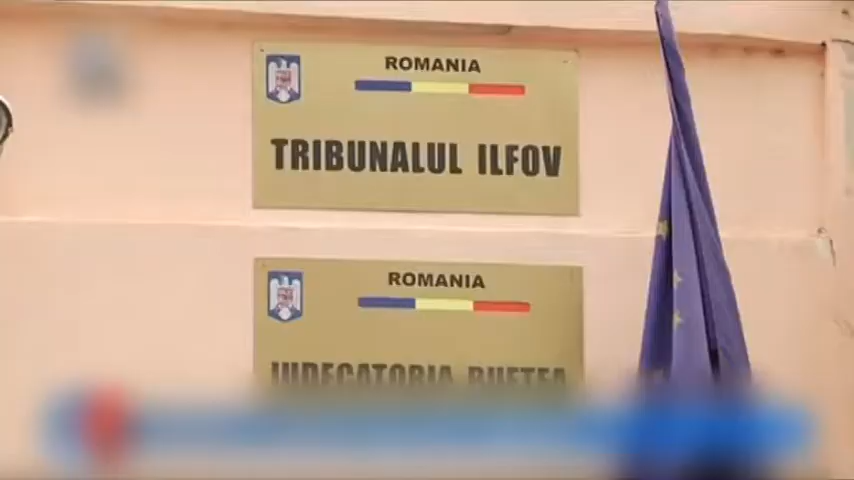 ROMANIA
TRIBUNALUL ILFOV
ROMANIA
JUDECATORIA BUFTEA